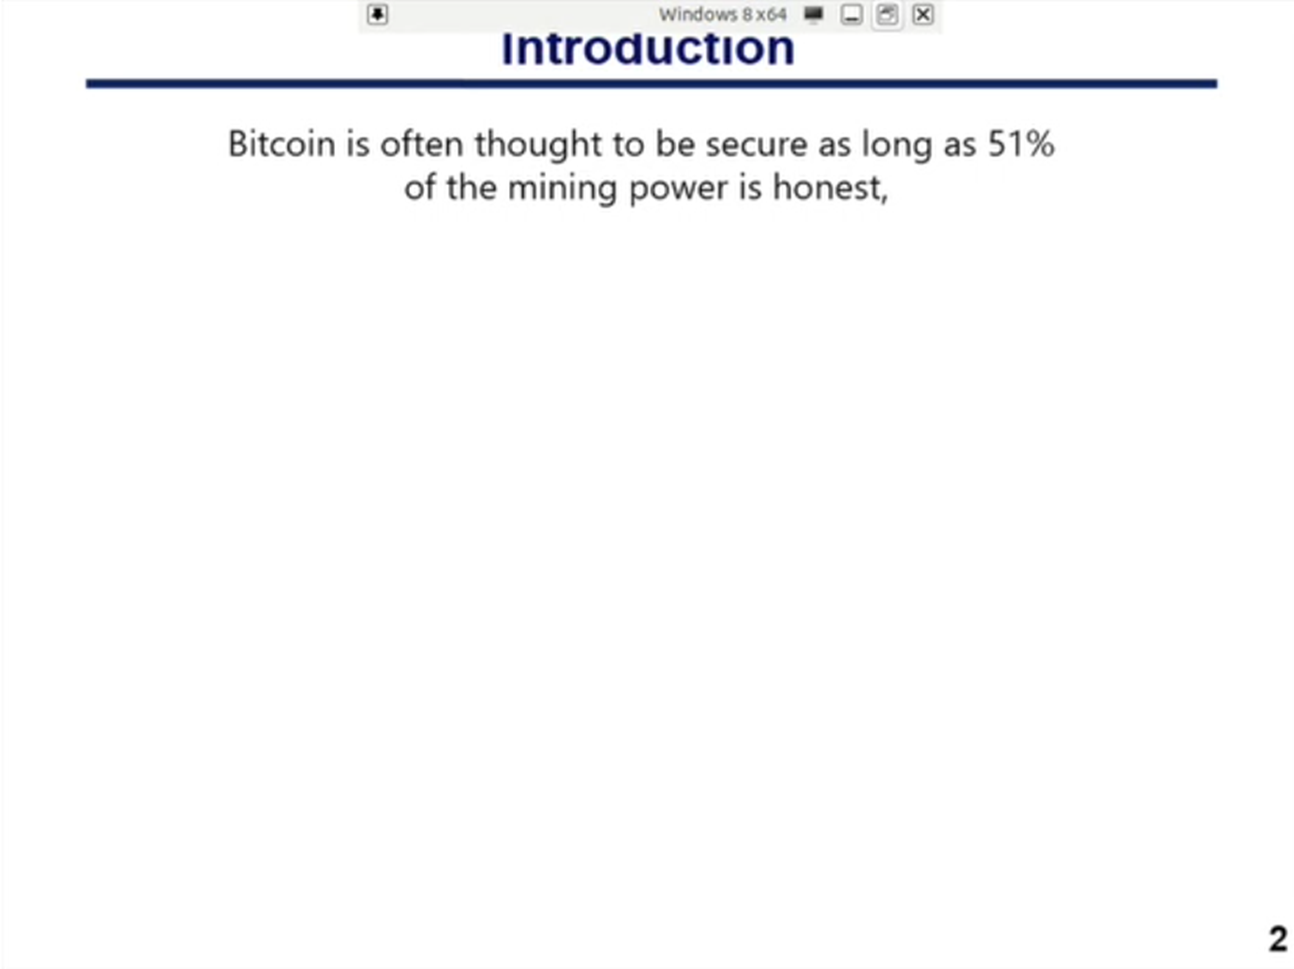 Windows 8 x64
Introduction
Bitcoin is often thought to be secure as long as 51%
of the mining power is honest,
2